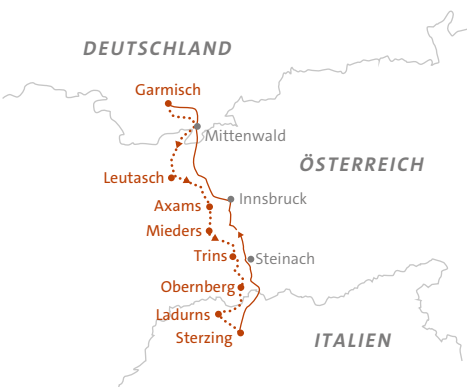 DEUTSCHLAND
Garmisch
Mittenwald
ÖSTERREICH
Leutasch
Innsbruck
Axams
Mieders
Trins
Steinach
Obernberg
Ladurns
Sterzing
ITALIEN